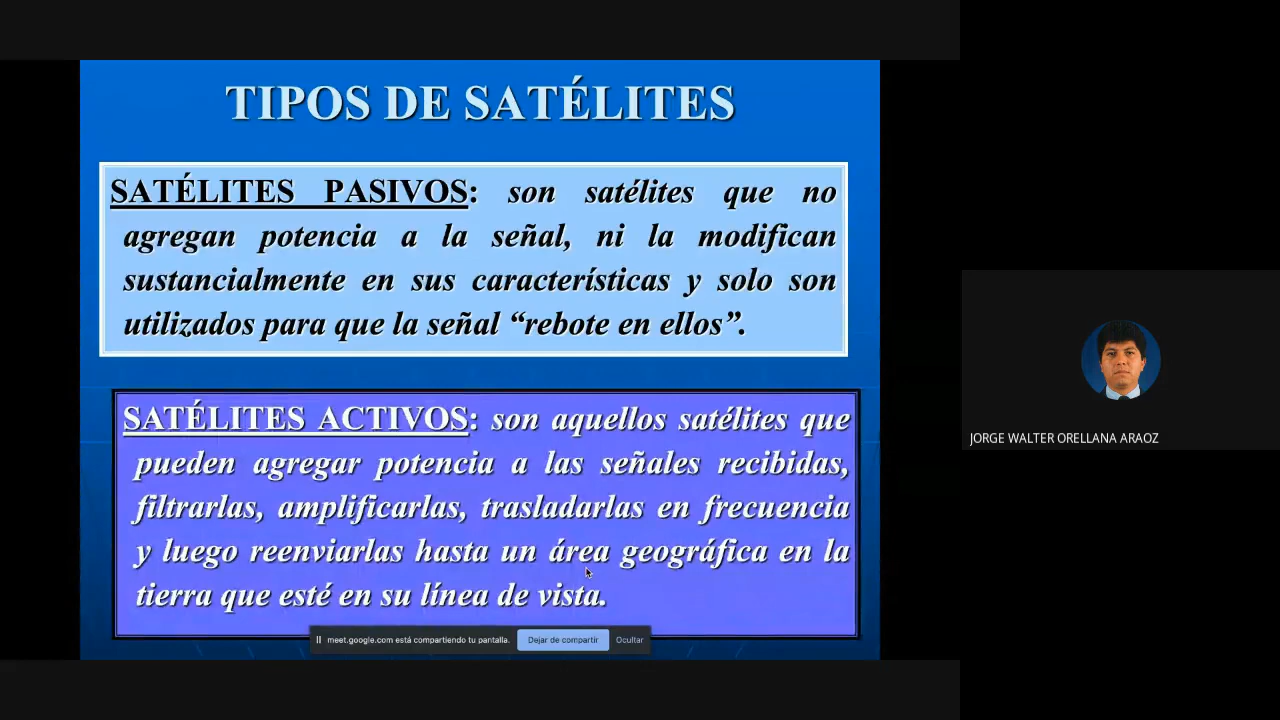 TIPOS DE SATÉLITES
SATÉLITES PASIVOS: son satélites que no
agregan potencia a la señal, ni la modifican
sustancialmente en sus características y solo son
utilizados para que la señal “rebote en ellos”.
SATÉLITES ACTIVOS: son aquellos satélites que
pueden agregar potencia a las señales recibidas,
filtrarlas, amplificarlas, trasladarlas en frecuencia
y luego reenviarlas hasta un área geográfica en la
tierra que esté en su línea de vista.
meet.google.com está compartiendo tu pantalla. Dejar de compartir Ocultar
JORGE WALTER ORELLANA ARAOZ